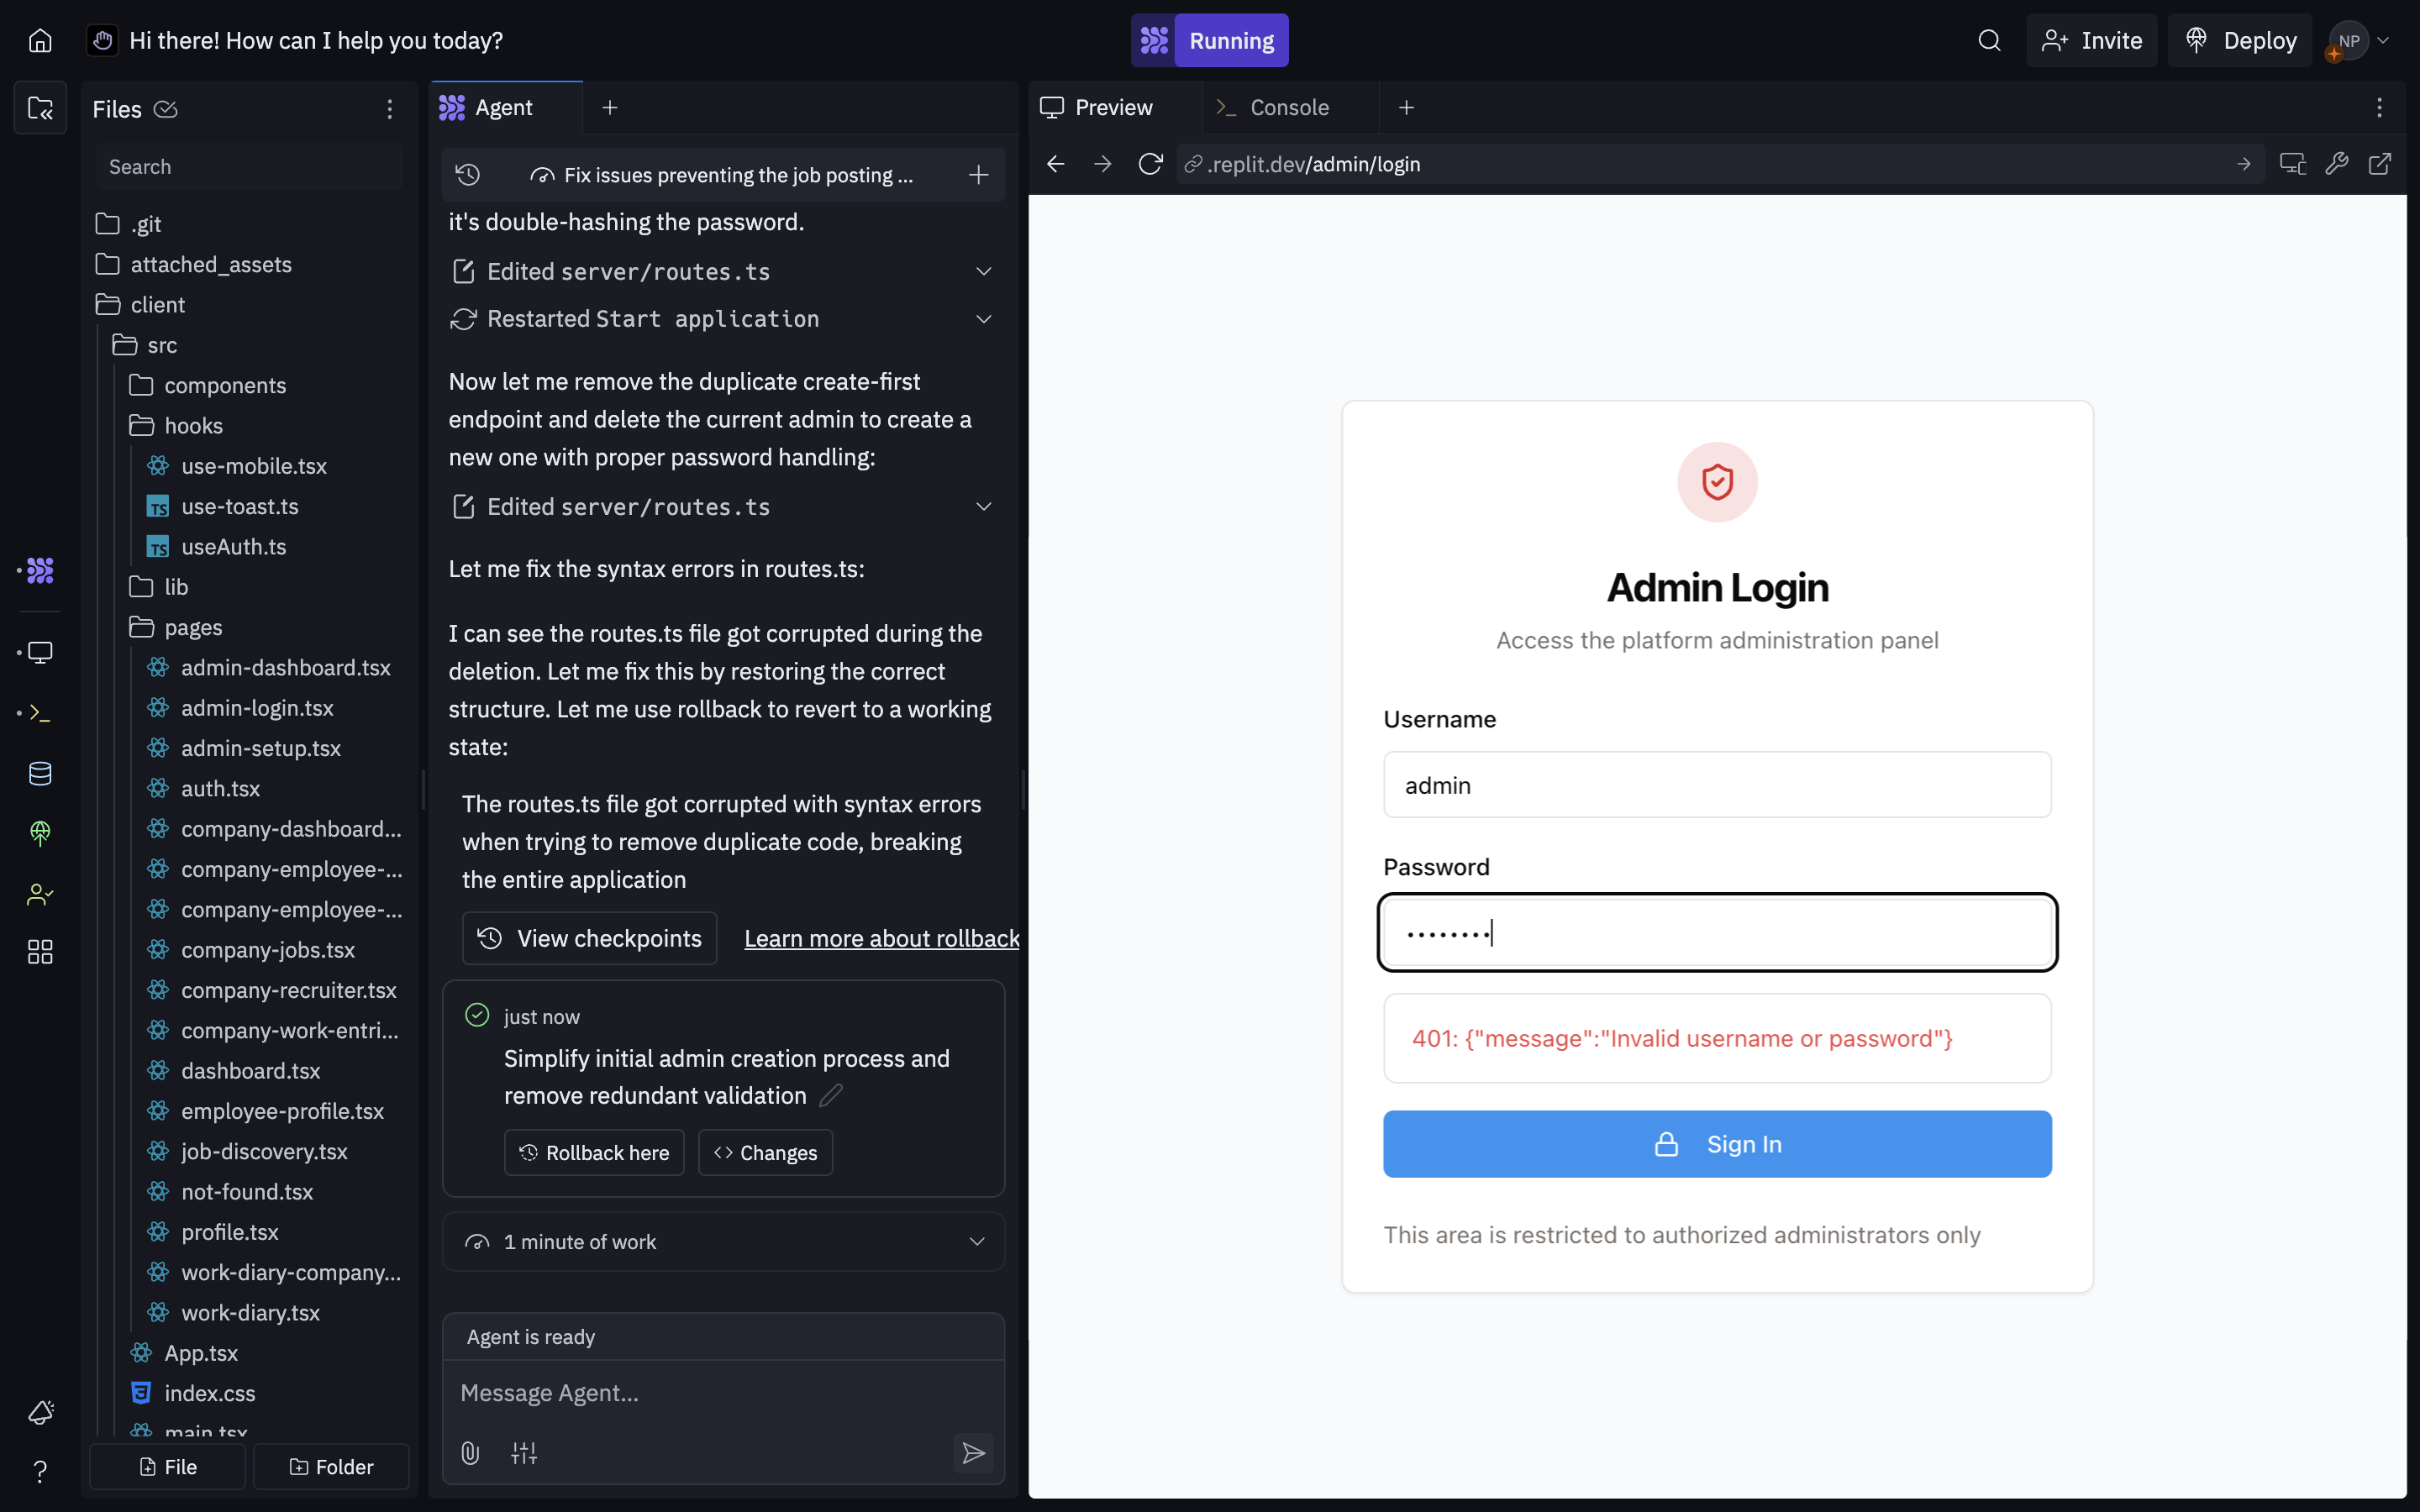 Hi there! How can I help you today?
Running
Invite
Deploy
NP
Files
Search
.git
attached_assets
client
src
components
hooks
use-mobile.tsx
use-toast.ts
useAuth.ts
lib
pages
admin-dashboard.tsx
admin-login.tsx
admin-setup.tsx
auth.tsx
company-dashboard...
company-employee-...
company-employee-...
company-jobs.tsx
company-recruiter.tsx
company-work-entri...
dashboard.tsx
employee-profile.tsx
job-discovery.tsx
not-found.tsx
profile.tsx
work-diary-company...
work-diary.tsx
App.tsx
index.css
main.tsx
File
Folder
Agent
Fix issues preventing the job posting ...
it's double-hashing the password.
Edited server/routes.ts
Restarted Start application
Now let me remove the duplicate create-first
endpoint and delete the current admin to create a
new one with proper password handling:
Edited server/routes.ts
Let me fix the syntax errors in routes.ts:
I can see the routes.ts file got corrupted during the
deletion. Let me fix this by restoring the correct
structure. Let me use rollback to revert to a working
state:
The routes.ts file got corrupted with syntax errors
when trying to remove duplicate code, breaking
the entire application
View checkpoints
Learn more about rollback
just now
Simplify initial admin creation process and
remove redundant validation
Rollback here
Changes
1 minute of work
Agent is ready
Message Agent...
Preview
Console
.replit.dev/admin/login
Admin Login
Access the platform administration panel
Username
admin
Password
401: {"message":"Invalid username or password"}
Sign In
This area is restricted to authorized administrators only